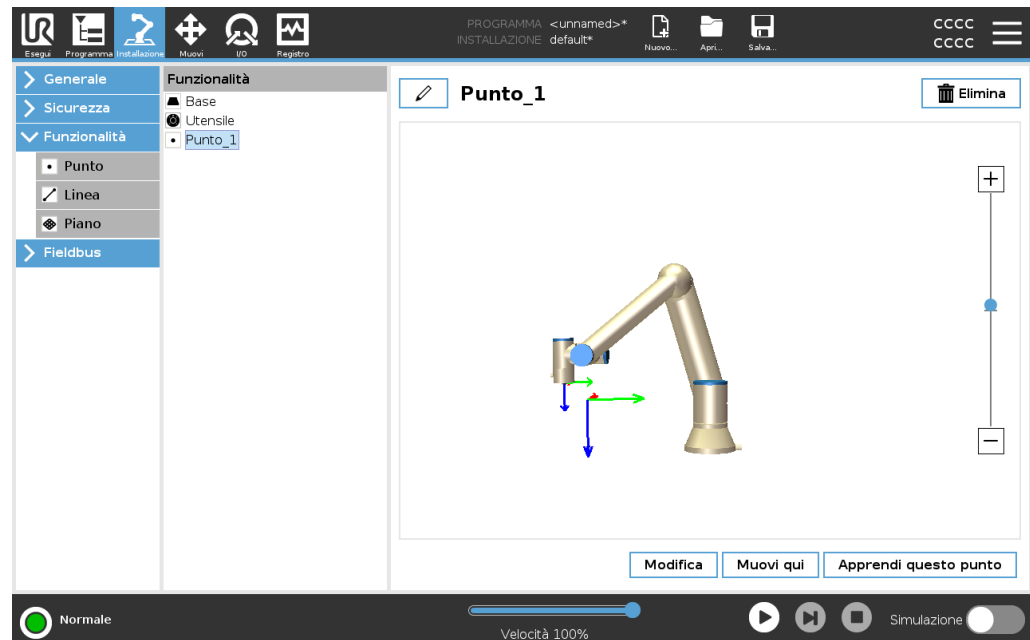 UR
Esegui Programma Installazione Muovi I/O Registro
PROGRAMMA <unnamed>*
INSTALLAZIONE default*
Nuovo... Apri... Salva...
CCCC
CCCC
Generale
Sicurezza
Funzionalità
Punto
Linea
Piano
Fieldbus
Funzionalità
Base
Utensile
Punto_1
Punto_1
Elimina
Modifica
Muovi qui
Apprendi questo punto
Normale
Velocità 100%
Simulazione